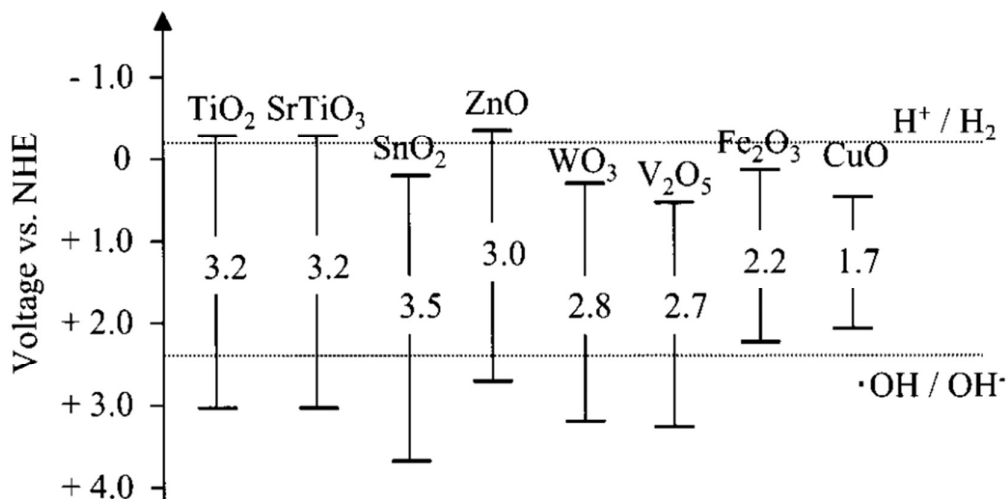 Voltage vs. NHE
- 1.0
0
+ 1.0
+ 2.0
+ 3.0
+ 4.0
TiO₂ SrTiO₃ SnO₂ ZnO WO₃ V₂O₅ Fe₂O₃ CuO
H⁺ / H₂
3.2 3.2 3.5 3.0 2.8 2.7 2.2 1.7
·OH / OH⁻